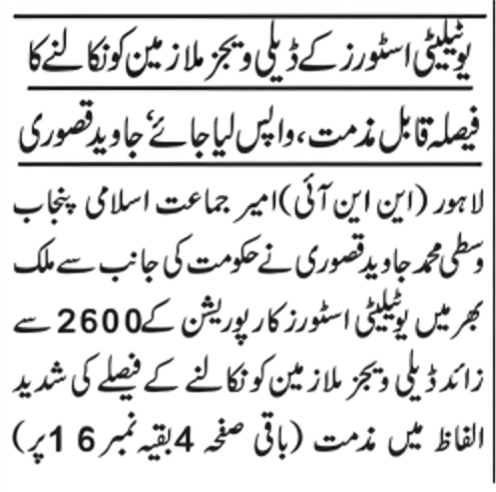 یوٹیلیٹی اسٹورز کے ڈیلی ویجز ملازمین کو نکالنے کا
فیصلہ قابل مذمت، واپس لیا جائے، جاوید قصوری
لاہور (این این آئی) امیر جماعت اسلامی پنجاب
وسطی محمد جاوید قصوری نے حکومت کی جانب سے ملک
بھر میں یوٹیلیٹی اسٹورز کارپوریشن کے 2600 سے
زائد ڈیلی ویجز ملازمین کو نکالنے کے فیصلے کی شدید
الفاظ میں مذمت (باقی صفحہ 4 بقیہ نمبر 16 پر)